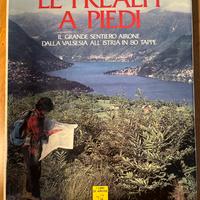 LE PREALPI
A PIEDI
IL GRANDE SENTIERO AIRONE
DALLA VALSESIA ALL'ISTRIA IN 80 TAPPE